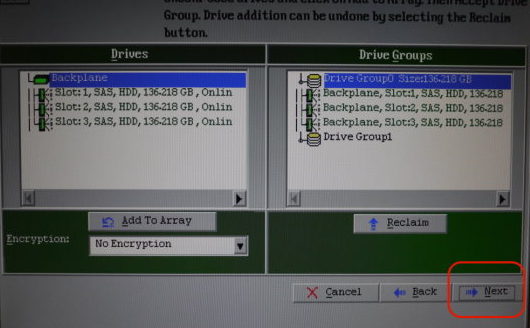 Group. Drive addition can be undone by selecting the Reclaim
button.
Drives
Backplane
Slot: 1, SAS, HDD, 136.218 GB, Onlin
Slot: 2, SAS, HDD, 136.218 GB, Onlin
Slot: 3, SAS, HDD, 136.218 GB, Onlin
Add To Array
Encryption:
No Encryption
Drive Groups
Drive Group0 Size:136.218 GB
Backplane, Slot:1, SAS, HDD, 136.218
Backplane, Slot:2, SAS, HDD, 136.218
Backplane, Slot:3, SAS, HDD, 136.218
Drive Group1
Reclaim
Cancel
Back
Next